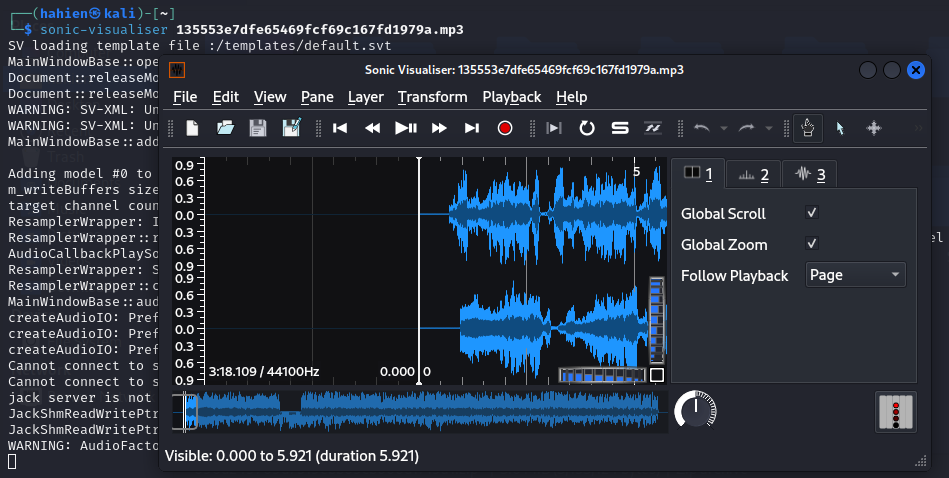 ┌──(hahien㉿kali)-[~]
└─$ sonic-visualiser 135553e7dfe65469fcf69c167fd1979a.mp3
SV loading template file :/templates/default.svt
MainWindowBase::ope
Document::releaseMo
Document::releaseMo
WARNING: SV-XML: Un
WARNING: SV-XML: Un
MainWindowBase::add
Adding model #0 to
m_writeBuffers size
target channel coun
ResamplerWrapper: I
ResamplerWrapper::r
el
AudioCallbackPlaySo
ResamplerWrapper: S
ResamplerWrapper::c
MainWindowBase::aud
createAudioIO: Pref
createAudioIO: Pref
createAudioIO: Pref
Cannot connect to s
Cannot connect to s
jack server is not
JackShmReadWritePtr
JackShmReadWritePtr
WARNING: AudioFacto
Sonic Visualiser: 135553e7dfe65469fcf69c167fd1979a.mp3
File Edit View Pane Layer Transform Playback Help
0.9
0.6
0.3
0.0
0.3
0.6
0.9
5
0.9
0.6
0.3
0.0
0.3
0.6
0.9
3:18.109 / 44100Hz
0.000
0
1 2 3
Global Scroll
Global Zoom
Follow Playback Page
Visible: 0.000 to 5.921 (duration 5.921)